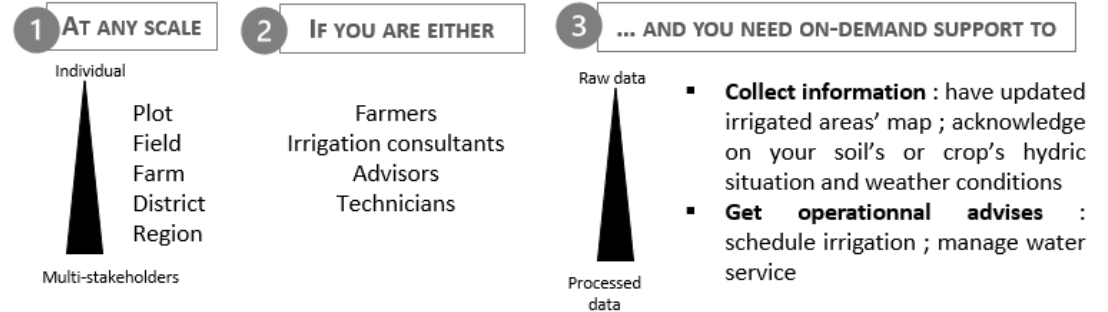 1 AT ANY SCALE
Individual
Plot
Field
Farm
District
Region
Multi-stakeholders
2 IF YOU ARE EITHER
Farmers
Irrigation consultants
Advisors
Technicians
3 ... AND YOU NEED ON-DEMAND SUPPORT TO
Raw data
Processed
data
▪ Collect information : have updated
irrigated areas’ map ; acknowledge
on your soil’s or crop’s hydric
situation and weather conditions
▪ Get operationnal advises :
schedule irrigation ; manage water
service